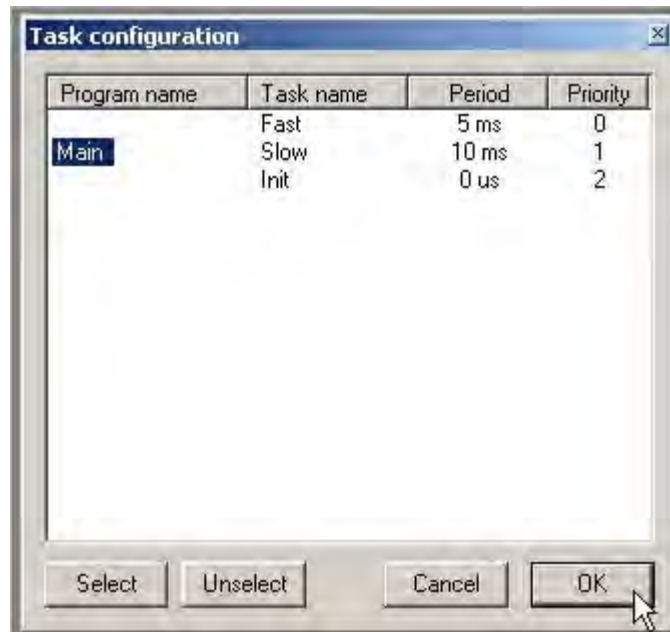 Task configuration
Program name Task name Period Priority
Fast 5 ms 0
Main Slow 10 ms 1
Init 0 us 2
Select Unselect Cancel OK